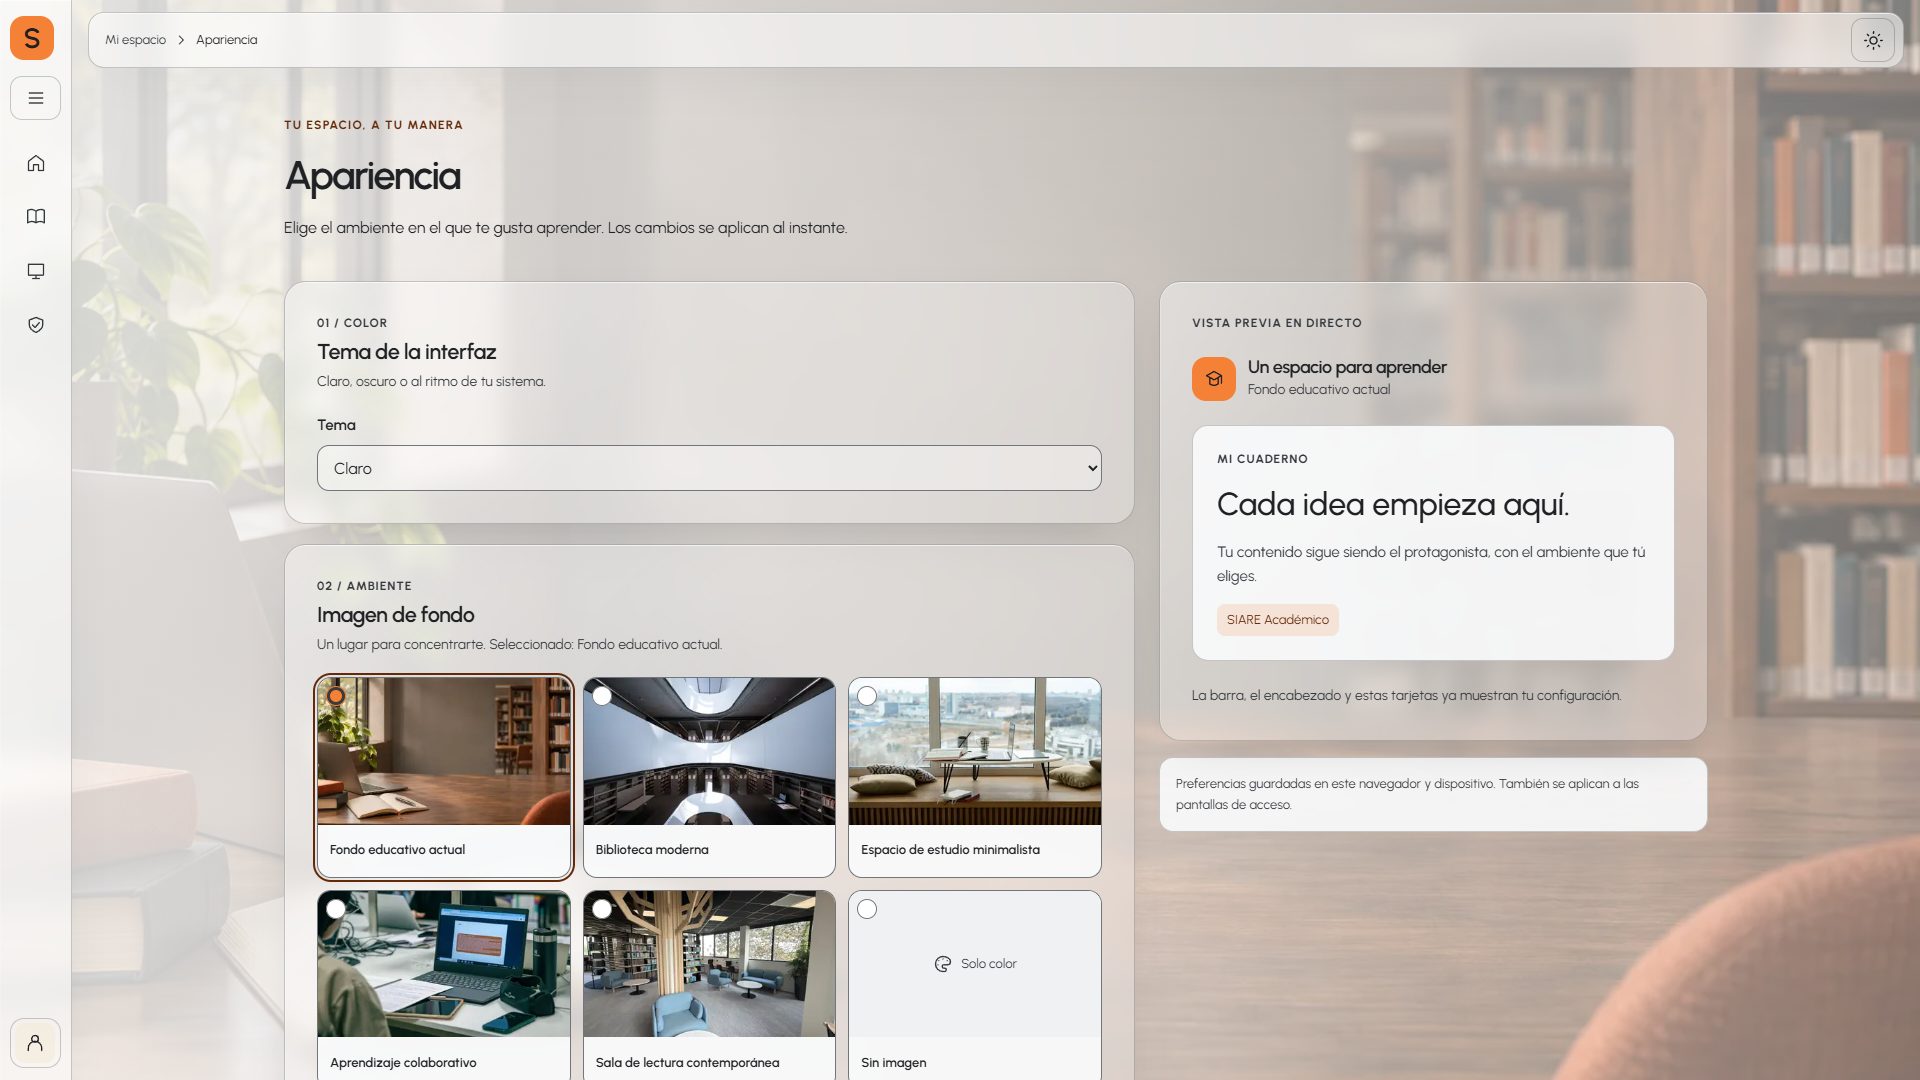 S
Mi espacio > Apariencia
TU ESPACIO, A TU MANERA
Apariencia
Elige el ambiente en el que te gusta aprender. Los cambios se aplican al instante.
01 / COLOR
Tema de la interfaz
Claro, oscuro o al ritmo de tu sistema.
Tema
Claro
02 / AMBIENTE
Imagen de fondo
Un lugar para concentrarte. Seleccionado: Fondo educativo actual.
Fondo educativo actual
Biblioteca moderna
Espacio de estudio minimalista
Solo color
Aprendizaje colaborativo
Sala de lectura contemporánea
Sin imagen
VISTA PREVIA EN DIRECTO
Un espacio para aprender
Fondo educativo actual
MI CUADERNO
Cada idea empieza aquí.
Tu contenido sigue siendo el protagonista, con el ambiente que tú
eliges.
SIARE Académico
La barra, el encabezado y estas tarjetas ya muestran tu configuración.
Preferencias guardadas en este navegador y dispositivo. También se aplican a las
pantallas de acceso.